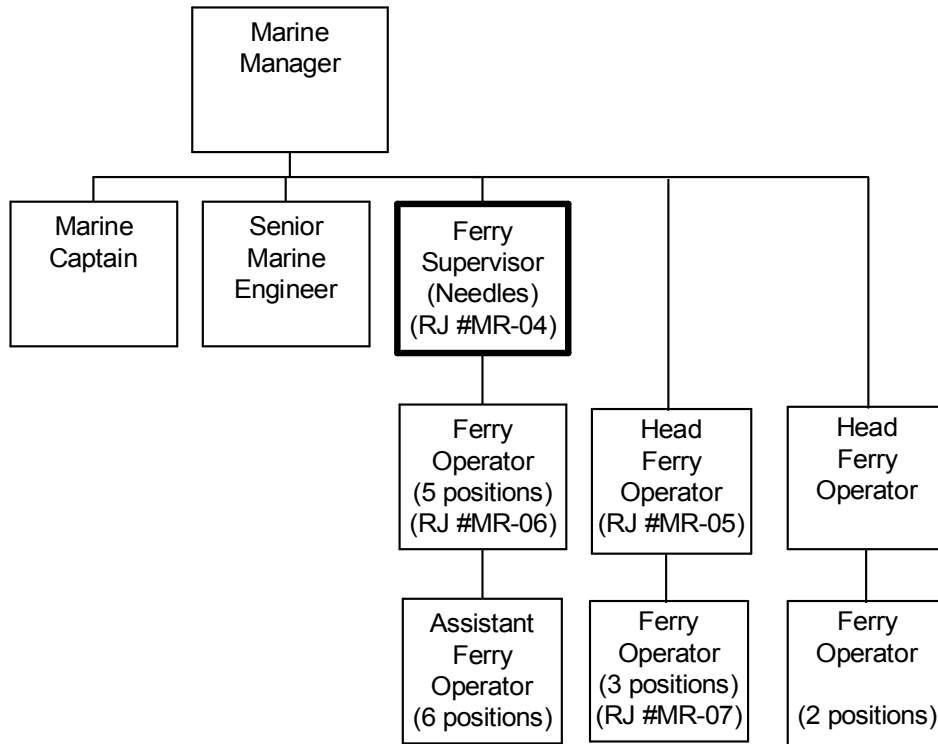 Marine
Manager
Marine
Captain
Senior
Marine
Engineer
Ferry
Supervisor
(Needles)
(RJ #MR-04)
Ferry
Operator
(5 positions)
(RJ #MR-06)
Head
Ferry
Operator
(RJ #MR-05)
Head
Ferry
Operator
Assistant
Ferry
Operator
(6 positions)
Ferry
Operator
(3 positions)
(RJ #MR-07)
Ferry
Operator
(2 positions)